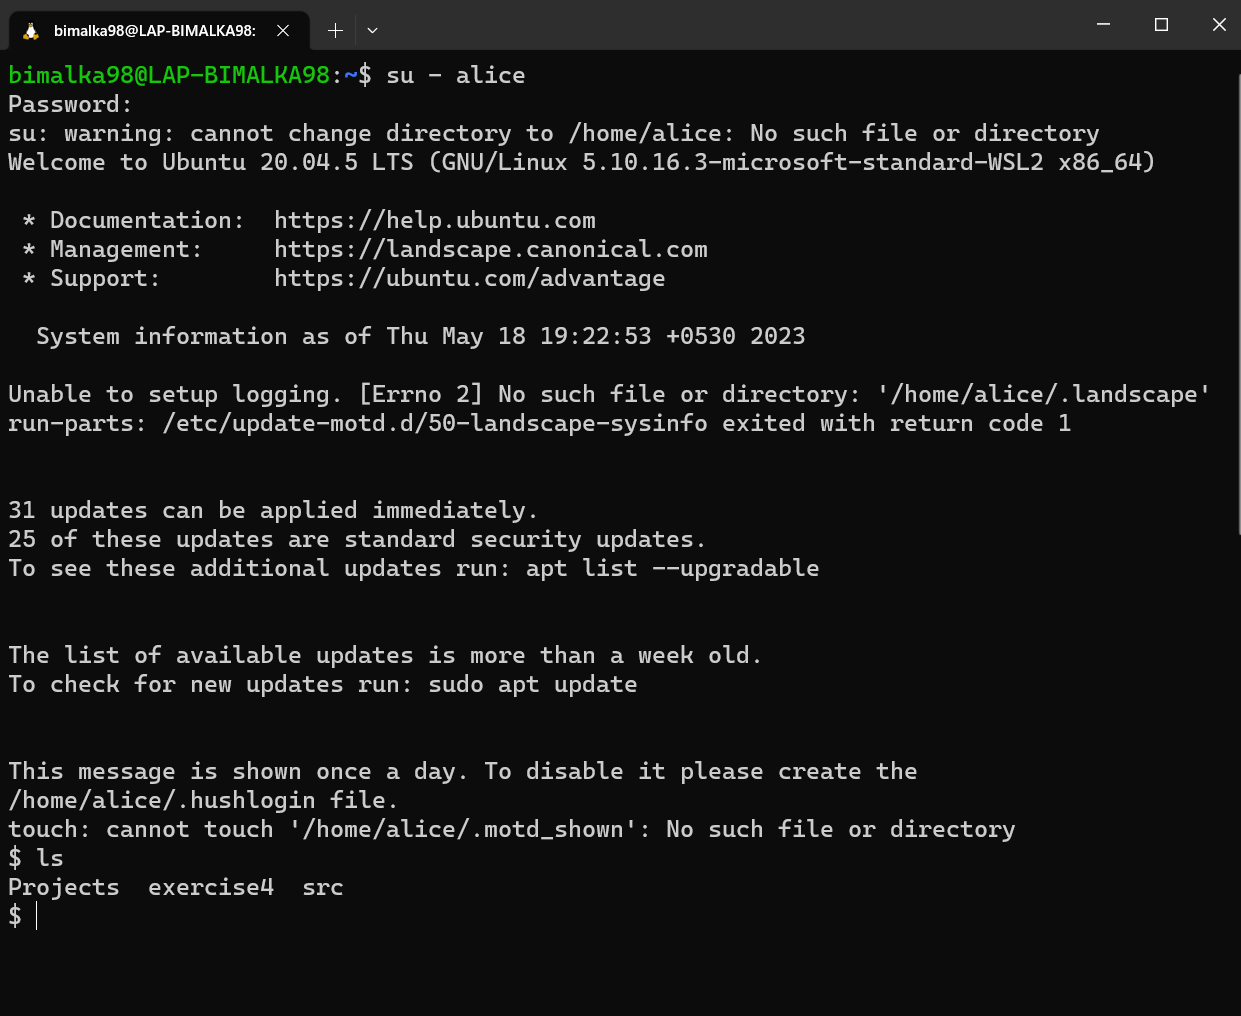 bimalka98@LAP-BIMALKA98:
bimalka98@LAP-BIMALKA98:~$ su - alice
Password:
su: warning: cannot change directory to /home/alice: No such file or directory
Welcome to Ubuntu 20.04.5 LTS (GNU/Linux 5.10.16.3-microsoft-standard-WSL2 x86_64)
* Documentation:  https://help.ubuntu.com
* Management:     https://landscape.canonical.com
* Support:        https://ubuntu.com/advantage
System information as of Thu May 18 19:22:53 +0530 2023
Unable to setup logging. [Errno 2] No such file or directory: '/home/alice/.landscape'
run-parts: /etc/update-motd.d/50-landscape-sysinfo exited with return code 1
31 updates can be applied immediately.
25 of these updates are standard security updates.
To see these additional updates run: apt list --upgradable
The list of available updates is more than a week old.
To check for new updates run: sudo apt update
This message is shown once a day. To disable it please create the
/home/alice/.hushlogin file.
touch: cannot touch '/home/alice/.motd_shown': No such file or directory
$ ls
Projects  exercise4  src
$